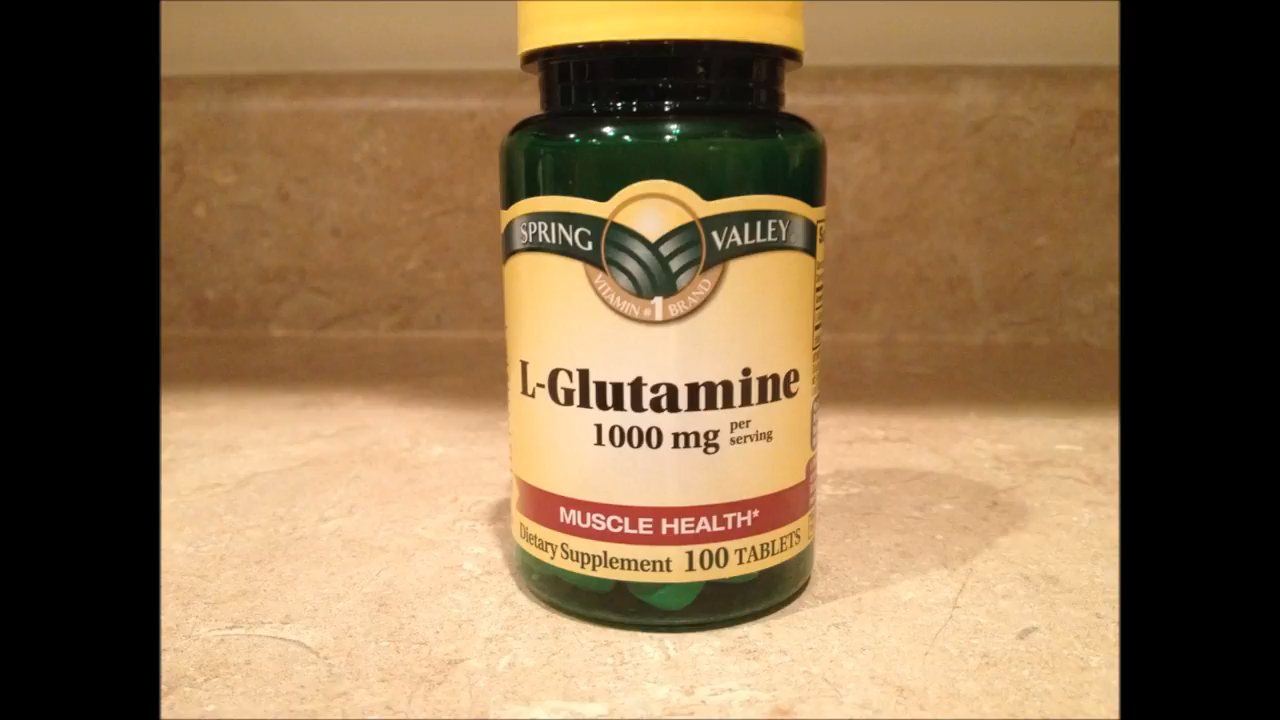 SPRING VALLEY
VITAMIN #1 BRAND
L-Glutamine
1000 mg per serving
MUSCLE HEALTH*
Dietary Supplement 100 TABLETS